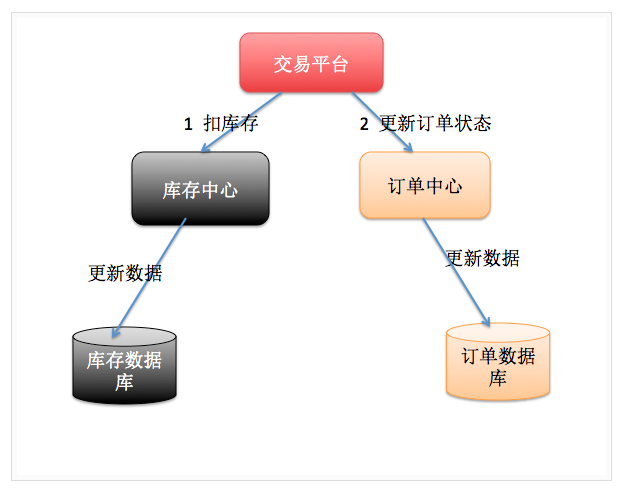 交易平台
1 扣库存
2 更新订单状态
库存中心
订单中心
更新数据
更新数据
库存数据
库
订单数据
库